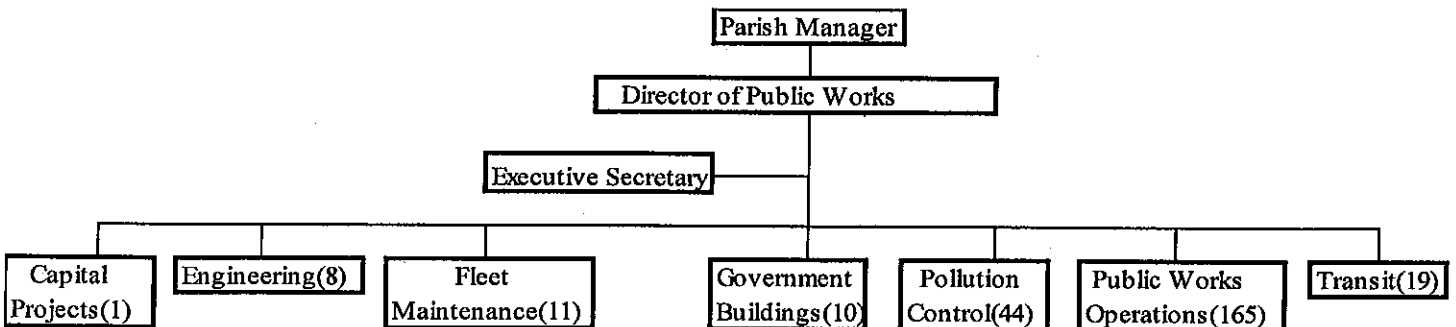 Parish Manager
Director of Public Works
Executive Secretary
Capital
Projects(1)
Engineering(8)
Fleet
Maintenance(11)
Government
Buildings(10)
Pollution
Control(44)
Public Works
Operations(165)
Transit(19)